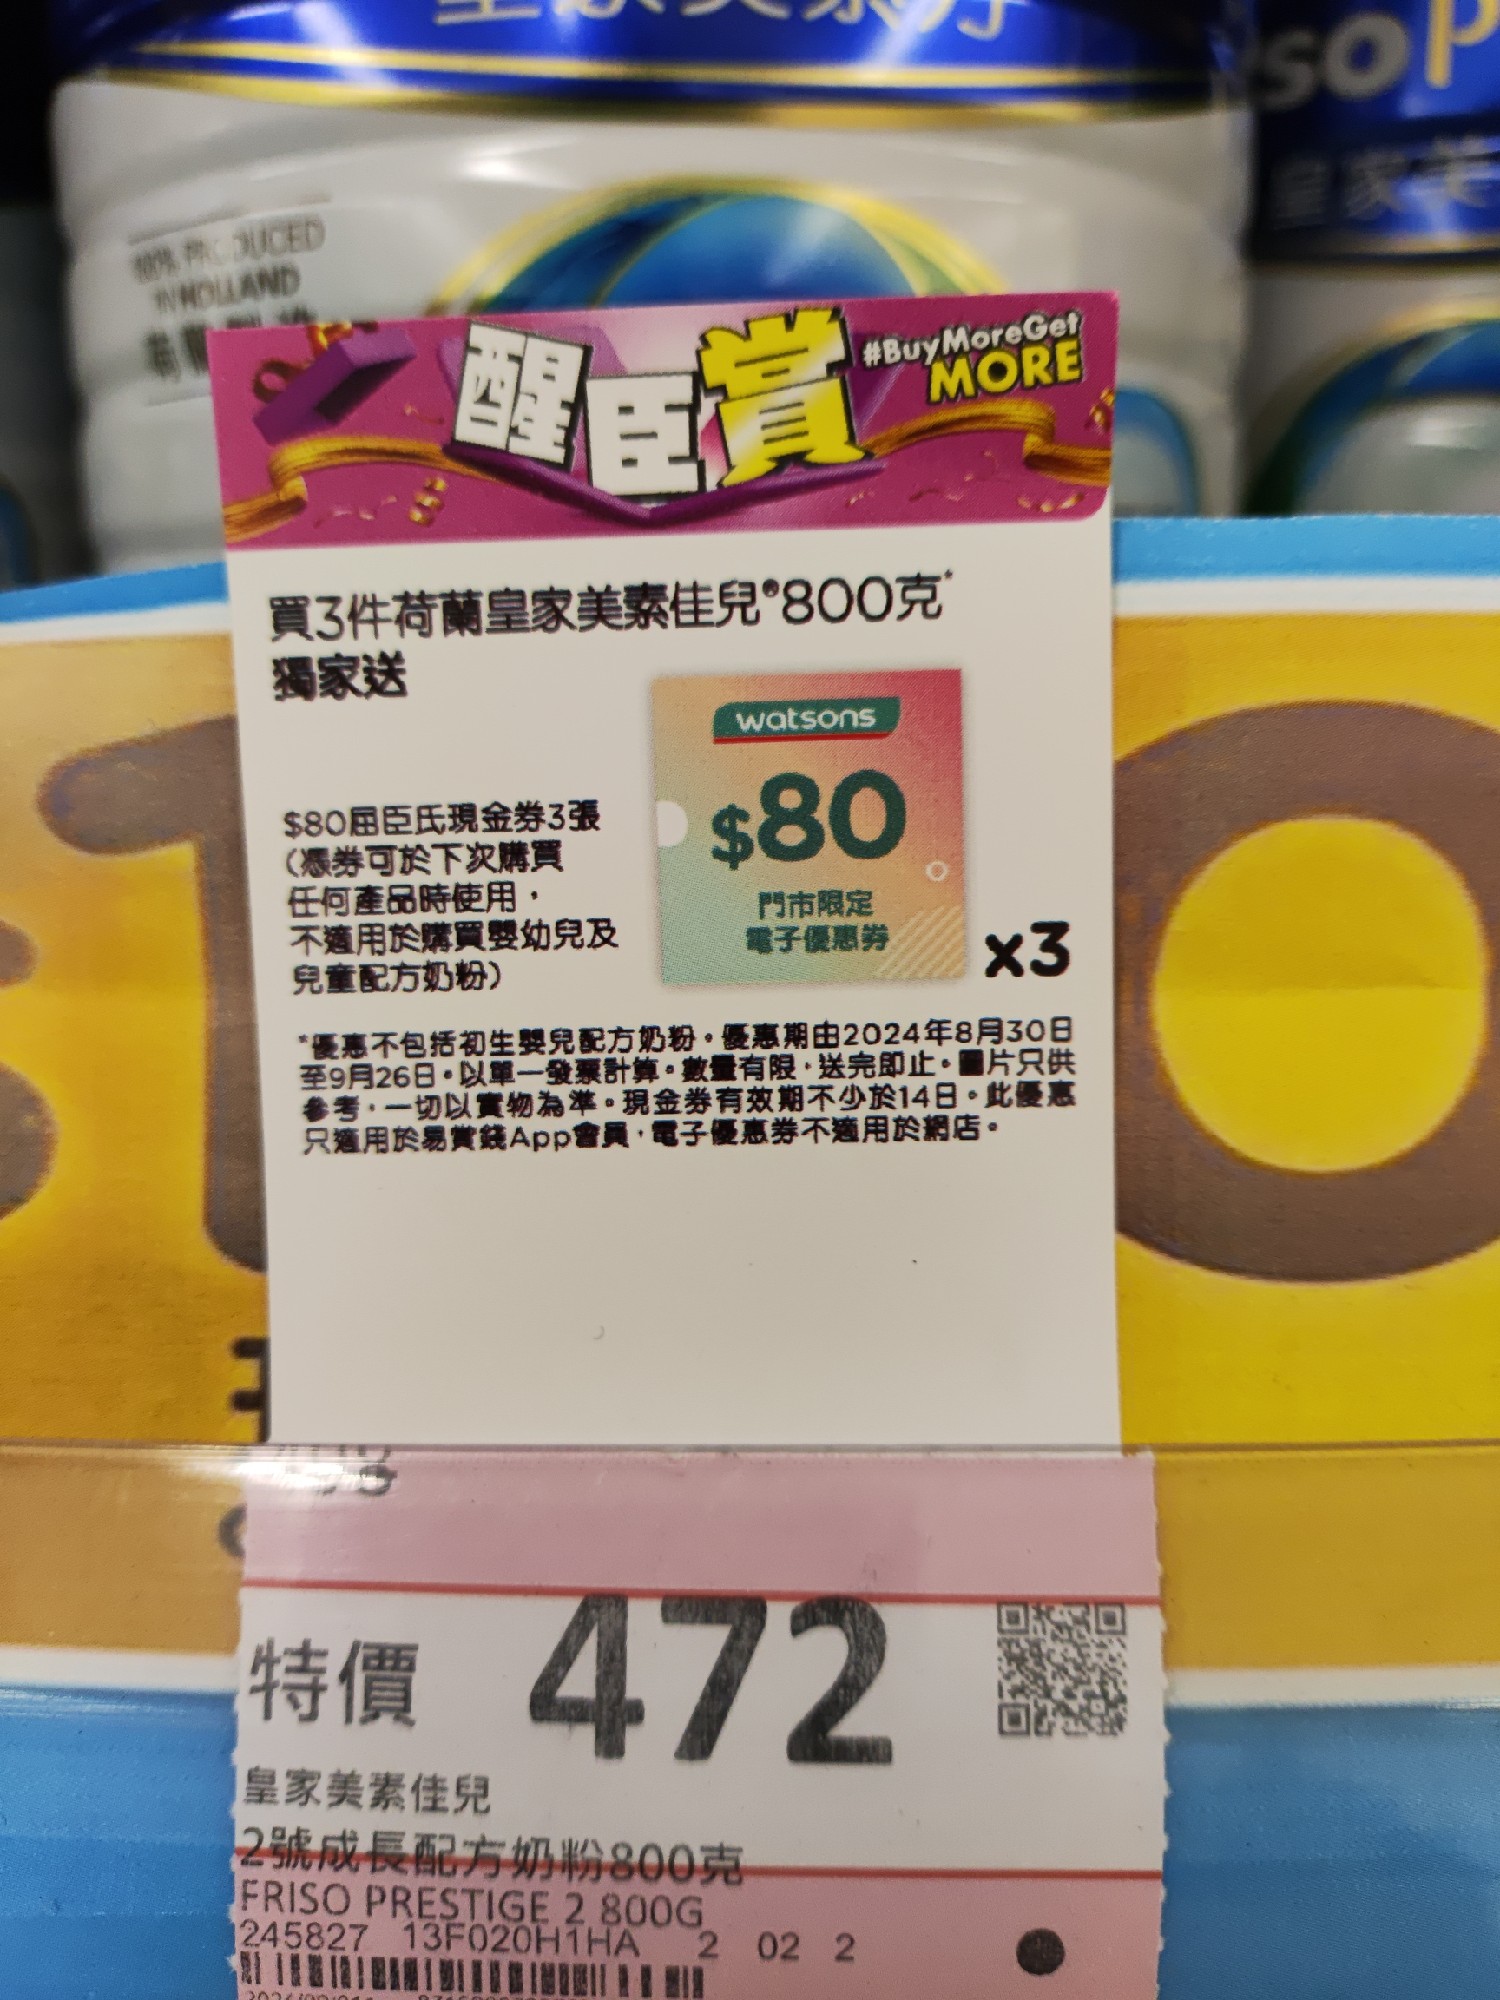 so p
皇家美
PRODUCED
IN HOLLAND
醒臣賞
#BuyMoreGet
MORE
買3件荷蘭皇家美素佳兒®800克*
獨家送
watsons
$80
門市限定
電子優惠券
x3
$80屈臣氏現金券3張
(憑券可於下次購買
任何產品時使用，
不適用於購買嬰幼兒及
兒童配方奶粉)
*優惠不包括初生嬰兒配方奶粉。優惠期由2024年8月30日
至9月26日。以單一發票計算。數量有限，送完即止。圖片只供
參考，一切以實物為準。現金券有效期不少於14日。此優惠
只適用於易賞錢App會員，電子優惠券不適用於網店。
特價 472
皇家美素佳兒
2號成長配方奶粉800克
FRISO PRESTIGE 2 800G
245827 13F020H1HA 2 02 2